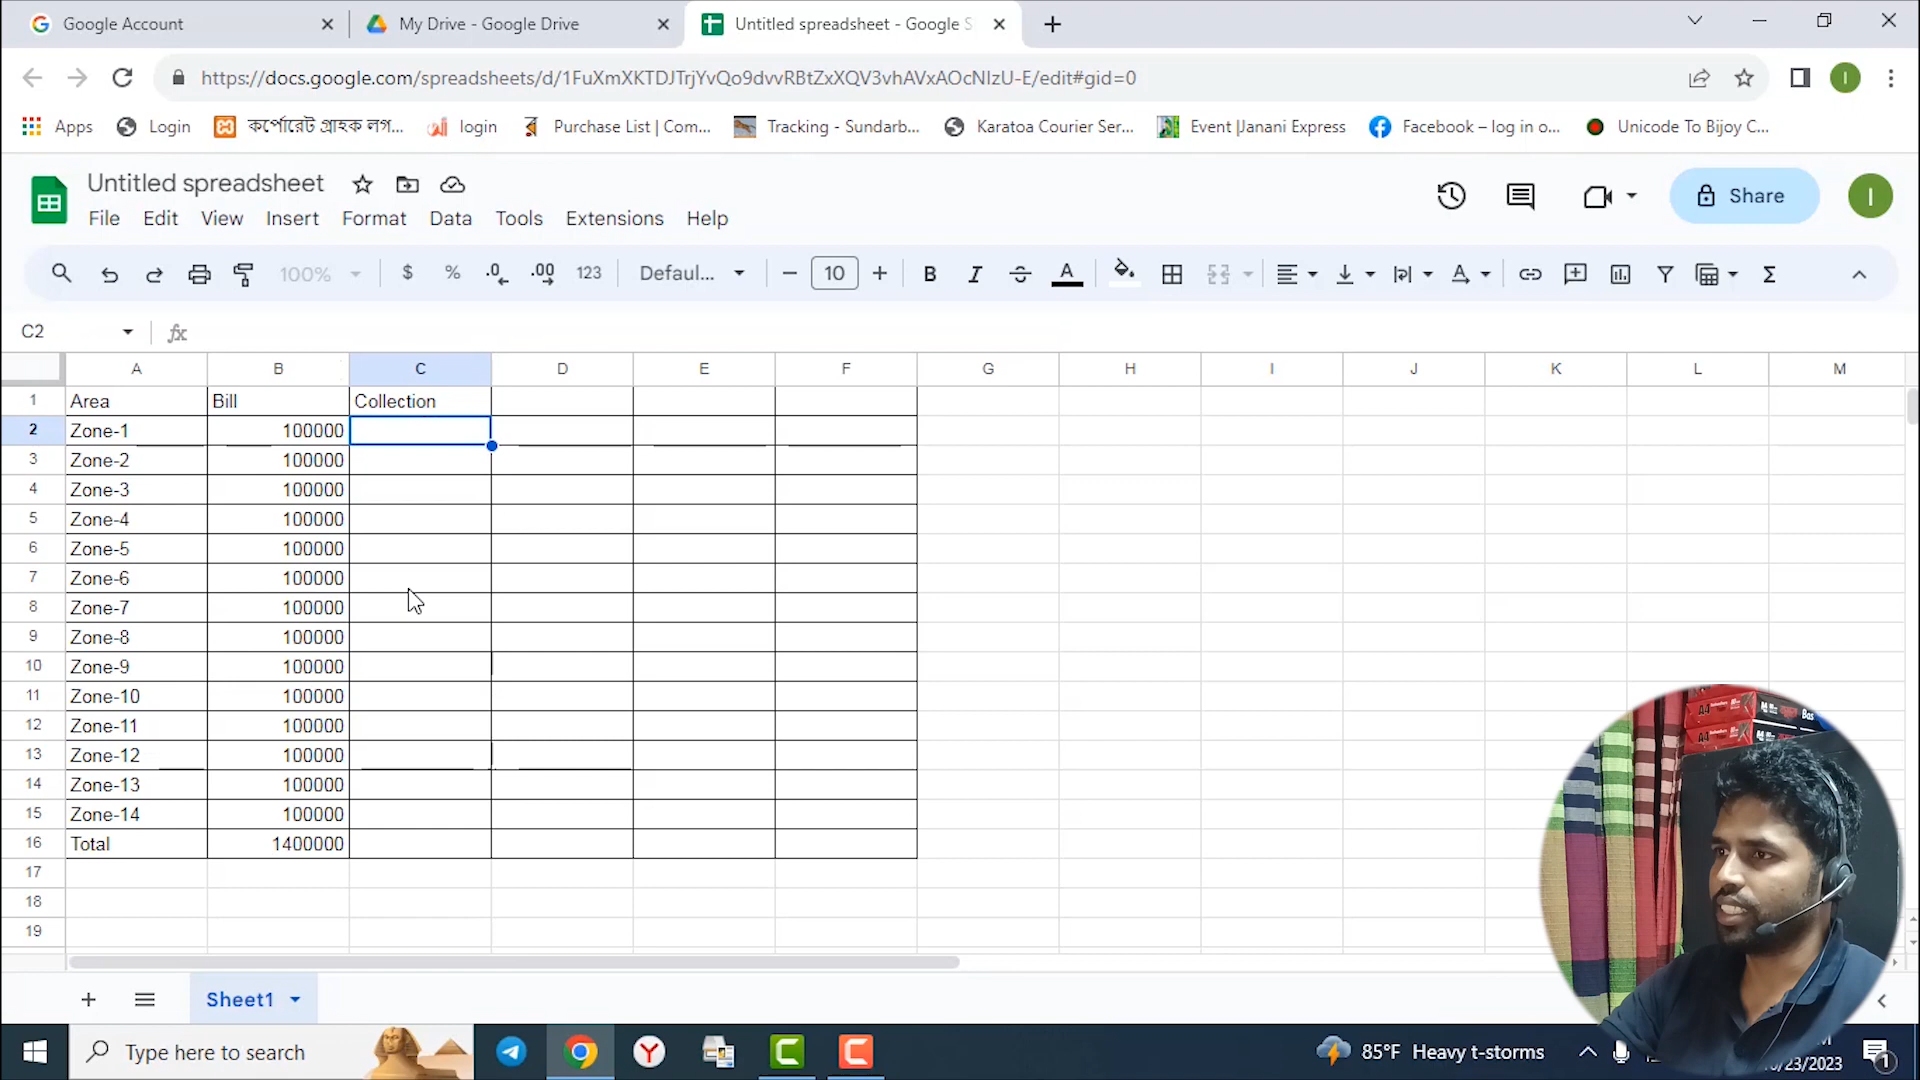 Google Account
My Drive - Google Drive
Untitled spreadsheet - Google S
https://docs.google.com/spreadsheets/d/1FuXmXKTDJTrjYvQo9dvvRBtZxXQV3vhAVxAOcNIzU-E/edit#gid=0
I
Apps
Login
কর্পোরেট গ্রাহক লগ...
login
Purchase List | Com...
Tracking - Sundarb...
Karatoa Courier Ser...
Event |Janani Express
Facebook – log in o...
Unicode To Bijoy C...
Untitled spreadsheet
File Edit View Insert Format Data Tools Extensions Help
Share
I
100% $ % .0 .00 123 Defaul... − 10 + B I A Σ
C2 fx
A B C D E F G H I J K L M
1 Area Bill Collection
2 Zone-1 100000
3 Zone-2 100000
4 Zone-3 100000
5 Zone-4 100000
6 Zone-5 100000
7 Zone-6 100000
8 Zone-7 100000
9 Zone-8 100000
10 Zone-9 100000
11 Zone-10 100000
12 Zone-11 100000
13 Zone-12 100000
14 Zone-13 100000
15 Zone-14 100000
16 Total 1400000
17
18
19
A4
A4
Sheet1
Type here to search
85°F Heavy t-storms
/23/2023
1